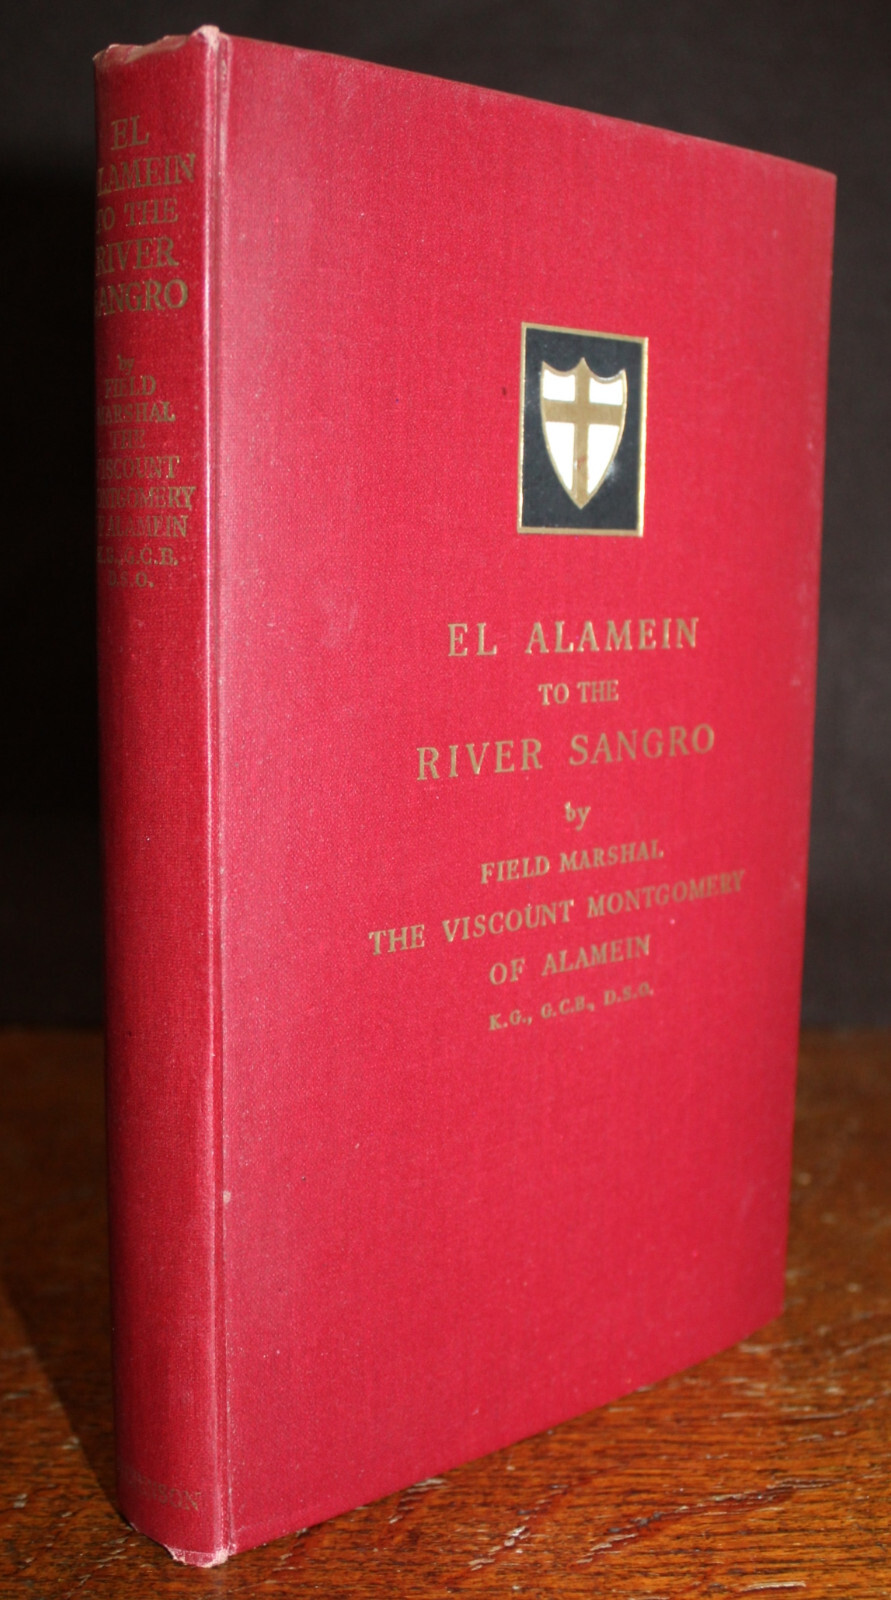 EL
ALAMEIN
TO THE
RIVER
SANGRO
by
FIELD
MARSHAL
THE
VISCOUNT
MONTGOMERY
OF ALAMEIN
K.G., G.C.B.
D.S.O.
EL ALAMEIN
TO THE
RIVER SANGRO
by
FIELD MARSHAL
THE VISCOUNT MONTGOMERY
OF ALAMEIN
K.G., G.C.B., D.S.O.